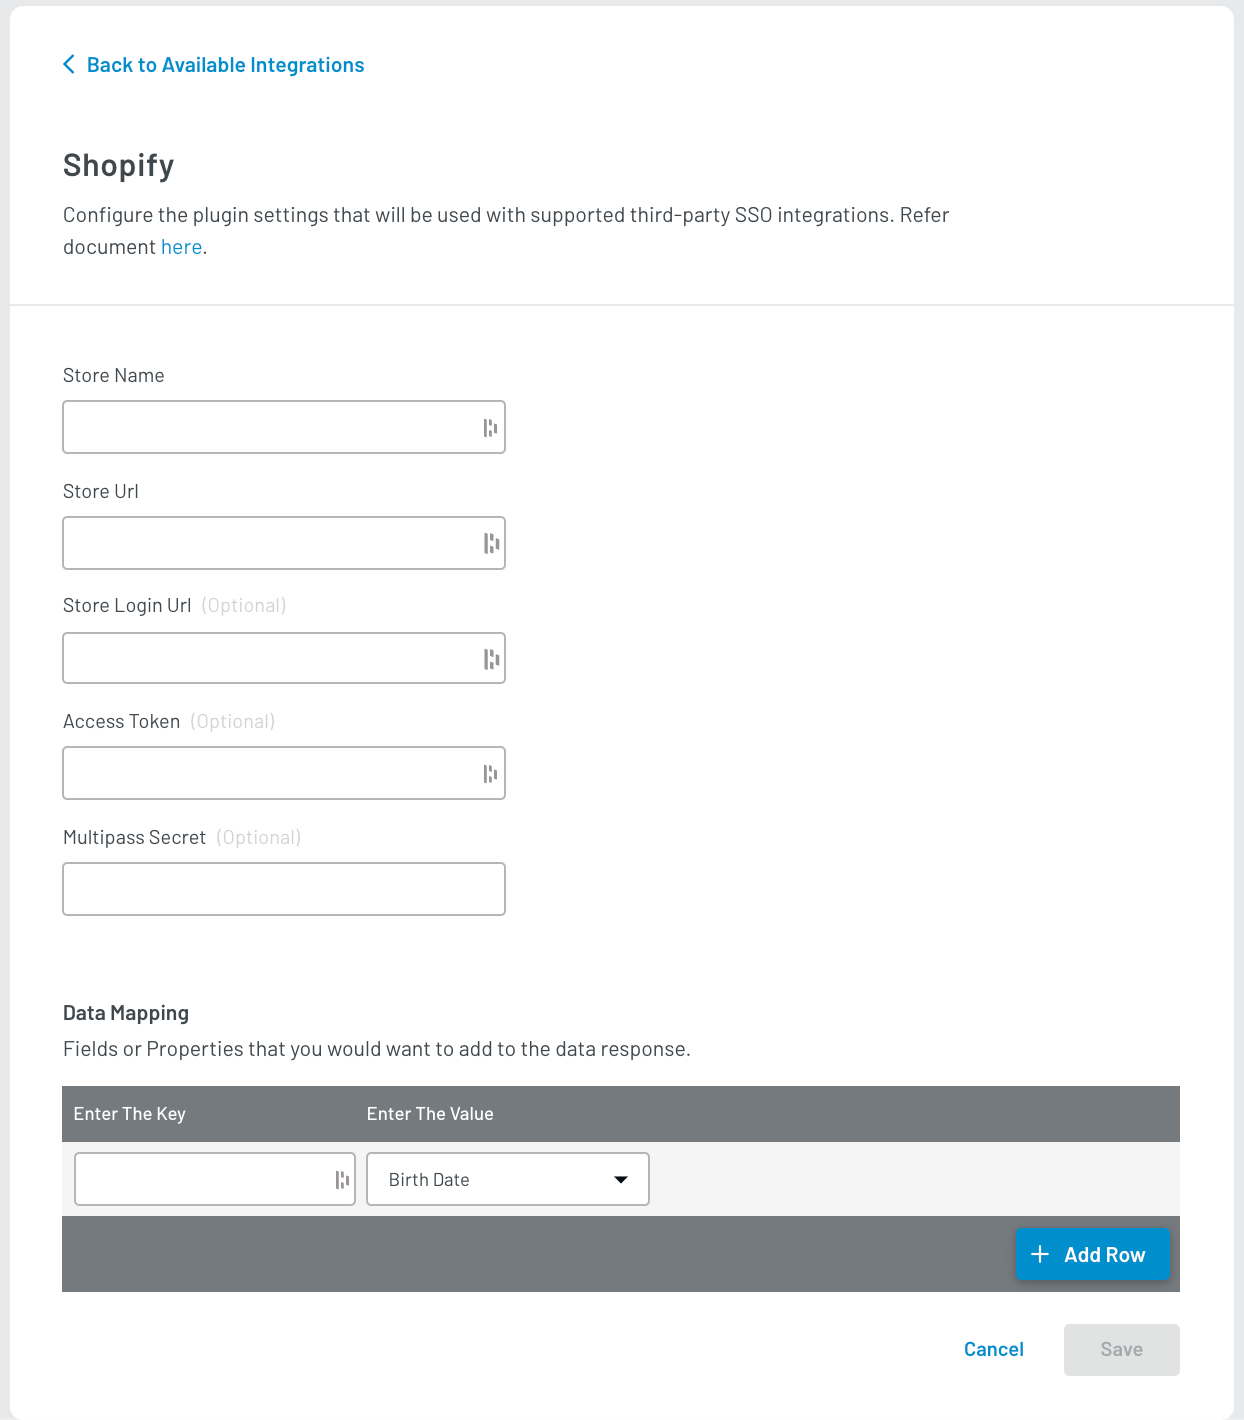 Back to Available Integrations
Shopify
Configure the plugin settings that will be used with supported third-party SSO integrations. Refer
document here.
Store Name
Store Url
Store Login Url (Optional)
Access Token (Optional)
Multipass Secret (Optional)
Data Mapping
Fields or Properties that you would want to add to the data response.
Enter The Key Enter The Value
Birth Date
Add Row
Cancel Save